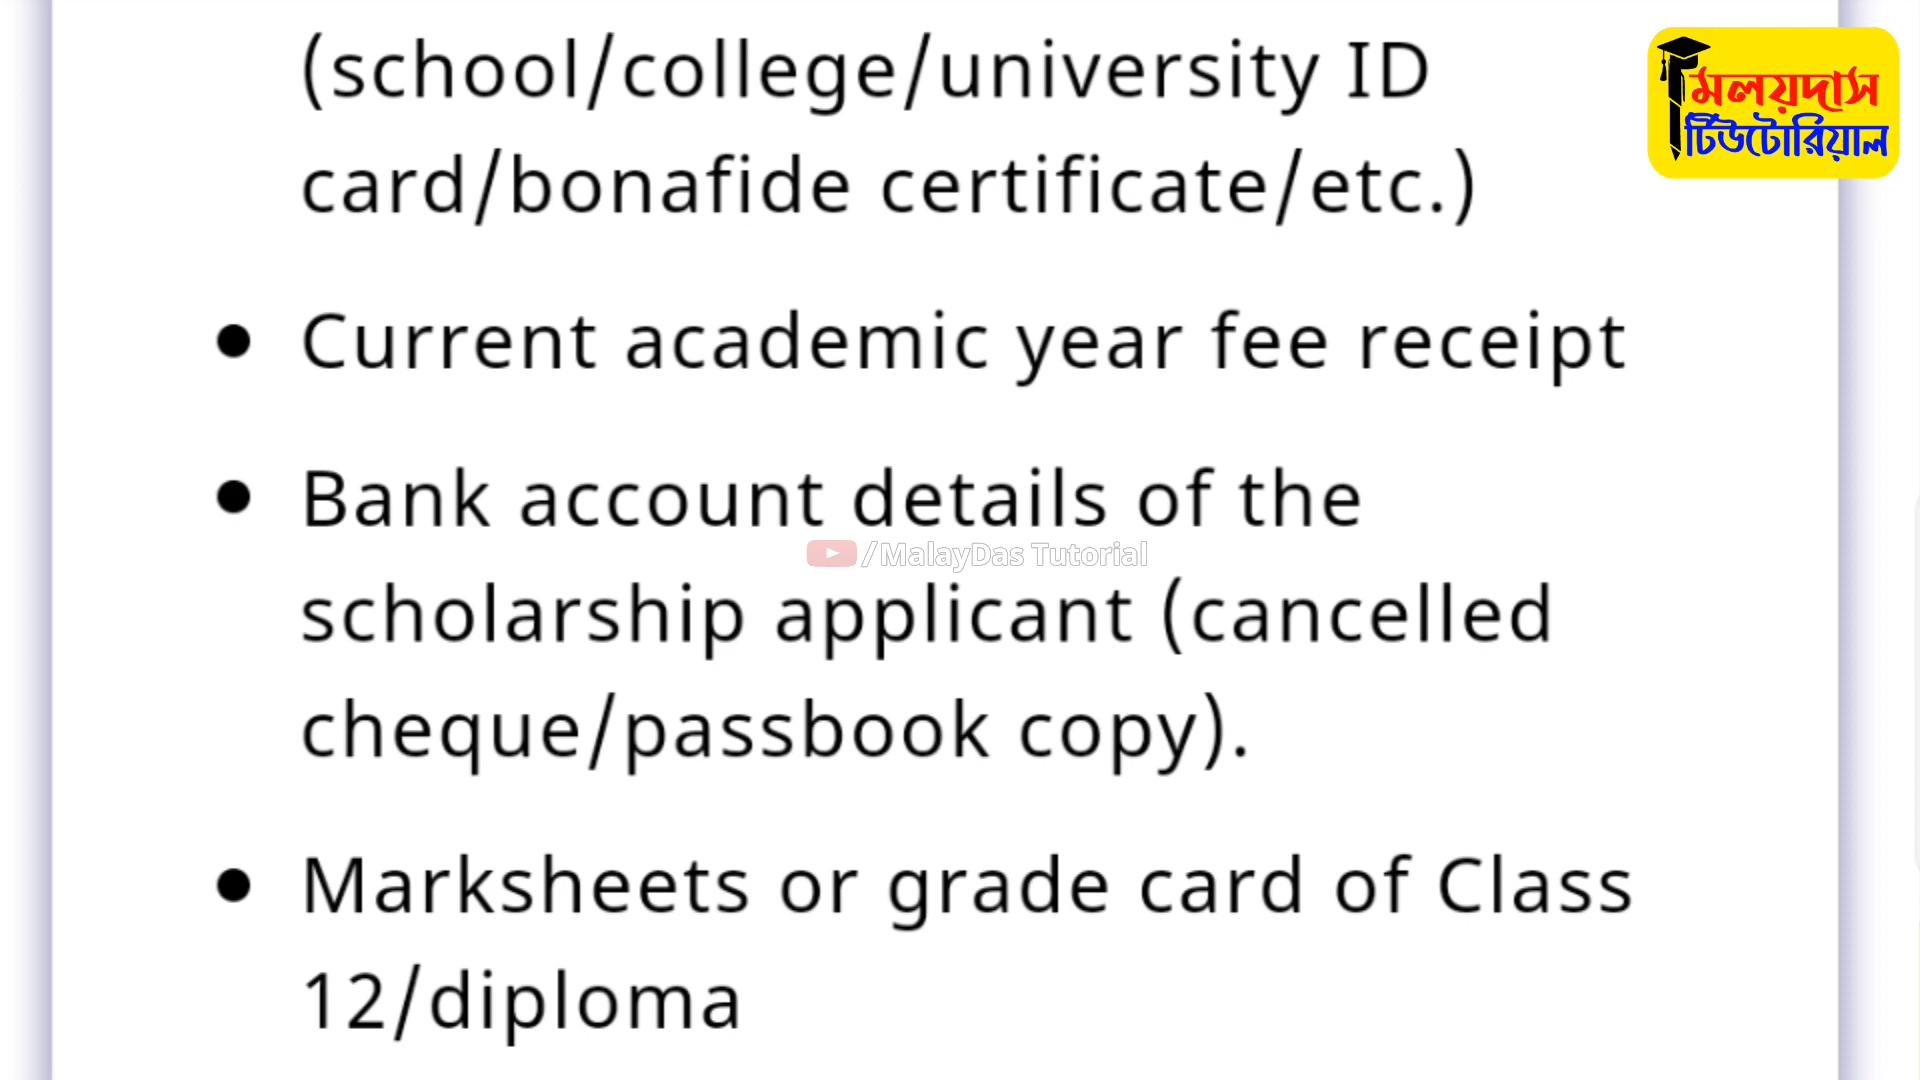 (school/college/university ID
card/bonafide certificate/etc.)
• Current academic year fee receipt
• Bank account details of the
scholarship applicant (cancelled
cheque/passbook copy).
• Marksheets or grade card of Class
12/diploma
মলয়দাস
টিউটোরিয়াল
/MalayDas Tutorial